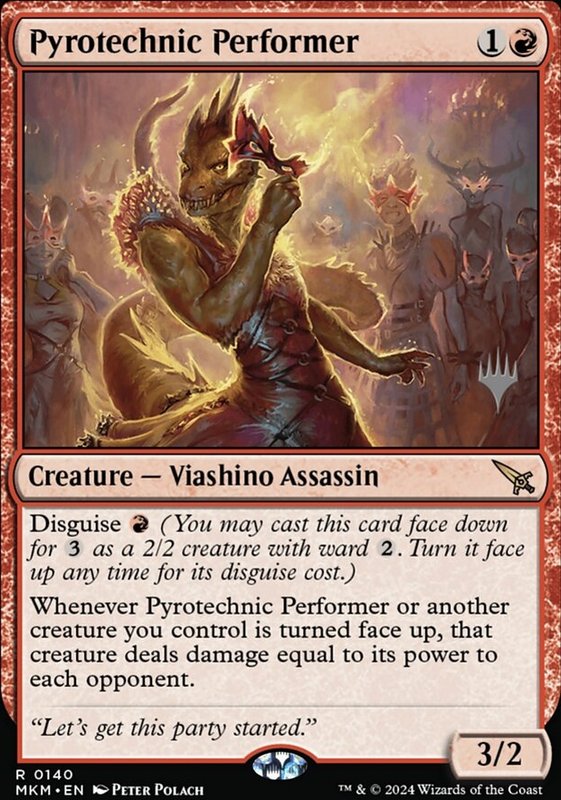 Pyrotechnic Performer 1
Creature — Viashino Assassin
Disguise (You may cast this card face down
for 3 as a 2/2 creature with ward 2. Turn it face
up any time for its disguise cost.)
Whenever Pyrotechnic Performer or another
creature you control is turned face up, that
creature deals damage equal to its power to
each opponent.
“Let's get this party started.”
3/2
R 0140
MKM • EN Peter Polach
™ & © 2024 Wizards of the Coast